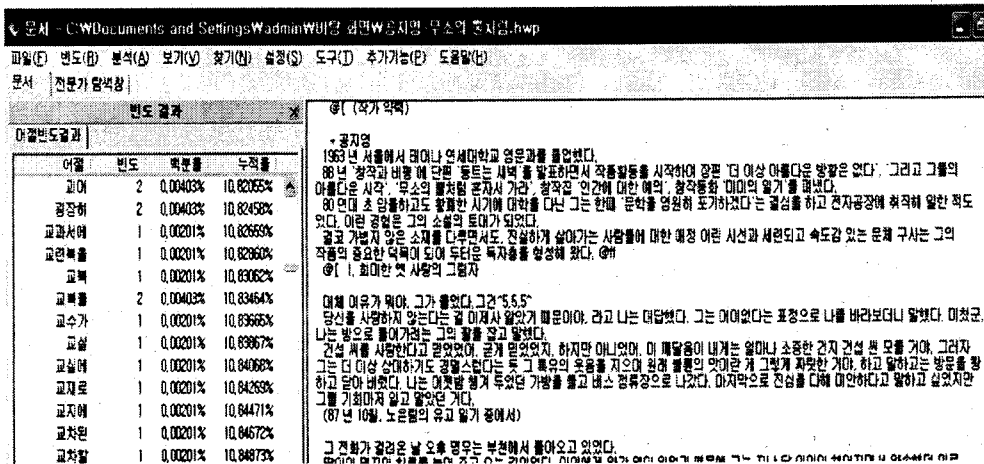 문서 - C:\Documents and Settings\admin\바탕 화면\공지영-무소의 .hwp
파일(F) 빈도(R) 분석(A) 보기(V) 찾기(N) 설정(S) 도구(T) 추가기능(P) 도움말(H)
문서 전문가 탐색창
빈도 결과
어절빈도결과
어절 빈도 백분율 누적율
괴어 2 0,00403% 10,82055%
굉장히 2 0,00403% 10,82458%
교과서에 1 0,00201% 10,82659%
교련복을 1 0,00201% 10,82860%
교복 1 0,00201% 10,83062%
교복을 2 0,00403% 10,83464%
교수가 1 0,00201% 10,83665%
교실 1 0,00201% 10,83867%
교실에 1 0,00201% 10,84068%
교재로 1 0,00201% 10,84269%
교지에 1 0,00201% 10,84471%
교차된 1 0,00201% 10,84672%
교차할 1 0,00201% 10,84873%
@[ (작가 약력)
* 공지영
1963년 서울에서 태어나 연세대학교 영문과를 졸업했다.
88년 '창작과 비평'에 단편 '동트는 새벽'을 발표하면서 작품활동을 시작하여 장편 '더 이상 아름다운 방황은 없다', '그리고 그들의
아름다운 시작', '무소의 뿔처럼 혼자서 가라', 창작집 '인간에 대한 예의', 창작동화 '미미의 일기'를 펴냈다.
80년대 초 암울하고도 황폐한 시기에 대학을 다닌 그는 한때 '문학을 영원히 포기하겠다'는 결심을 하고 전자공장에 취직해 일한 적도
있다. 이런 경험은 그의 소설의 토대가 되었다.
결코 가볍지 않은 소재를 다루면서도, 진실하게 살아가는 사람들에 대한 애정 어린 시선과 세련되고 속도감 있는 문체 구사는 그의
작품의 중요한 덕목이 되어 두터운 독자층을 형성해 왔다. @#
@[ 1. 희미한 옛 사랑의 그림자
대체 이유가 뭐야, 그가 물었다.그건^5,5,5^
당신을 사랑하지 않는다는 걸 이제사 알았기 때문이야, 라고 나는 대답했다. 그는 어이없다는 표정으로 나를 바라보더니 말했다. 미쳤군,
나는 방으로 들어가려는 그의 팔을 잡고 말했다.
건섭 씨를 사랑한다고 믿었었어, 굳게 믿었었지, 하지만 아니었어, 이 깨달음이 내게는 얼마나 소중한 건지 건섭 씬 모를 거야, 그러자
그는 더 이상 상대하기도 경멸스럽다는 듯 그 특유의 웃음을 지으며 원래 불륜의 맛이란 게 그렇게 짜릿한 거야, 하고 말하고는 방문을 쾅
하고 닫아 버렸다. 나는 어젯밤 챙겨 두었던 가방을 들고 버스 정류장으로 나갔다. 마지막으로 진심을 다해 미안하다고 말하고 싶었지만
그럴 기회마저 잃고 말았던 거다.
(87년 10월, 노은림의 유고 일기 중에서)
그 전화가 걸려온 날 오후 명우는 부천에서 돌아오고 있었다.